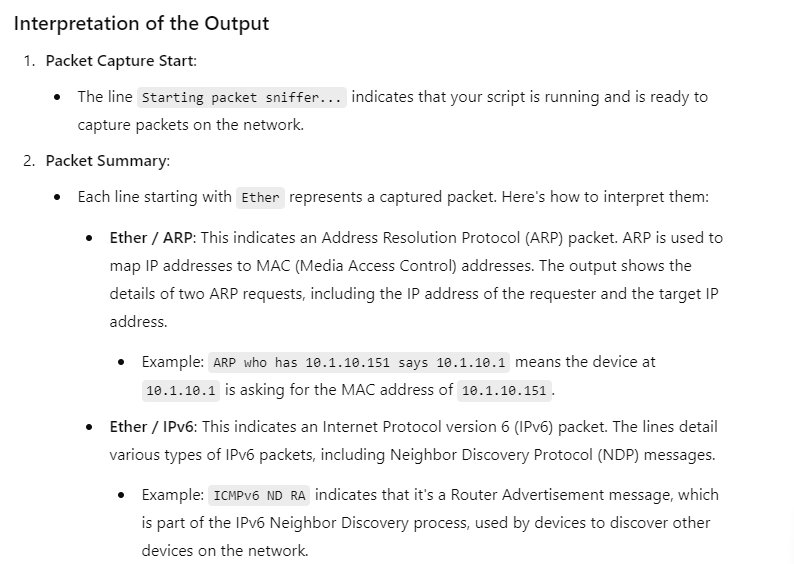 Interpretation of the Output
1. Packet Capture Start:
• The line Starting packet sniffer... indicates that your script is running and is ready to
capture packets on the network.
2. Packet Summary:
• Each line starting with Ether represents a captured packet. Here's how to interpret them:
• Ether / ARP: This indicates an Address Resolution Protocol (ARP) packet. ARP is used to
map IP addresses to MAC (Media Access Control) addresses. The output shows the
details of two ARP requests, including the IP address of the requester and the target IP
address.
• Example: ARP who has 10.1.10.151 says 10.1.10.1 means the device at
10.1.10.1 is asking for the MAC address of 10.1.10.151.
• Ether / IPv6: This indicates an Internet Protocol version 6 (IPv6) packet. The lines detail
various types of IPv6 packets, including Neighbor Discovery Protocol (NDP) messages.
• Example: ICMPv6 ND RA indicates that it's a Router Advertisement message, which
is part of the IPv6 Neighbor Discovery process, used by devices to discover other
devices on the network.